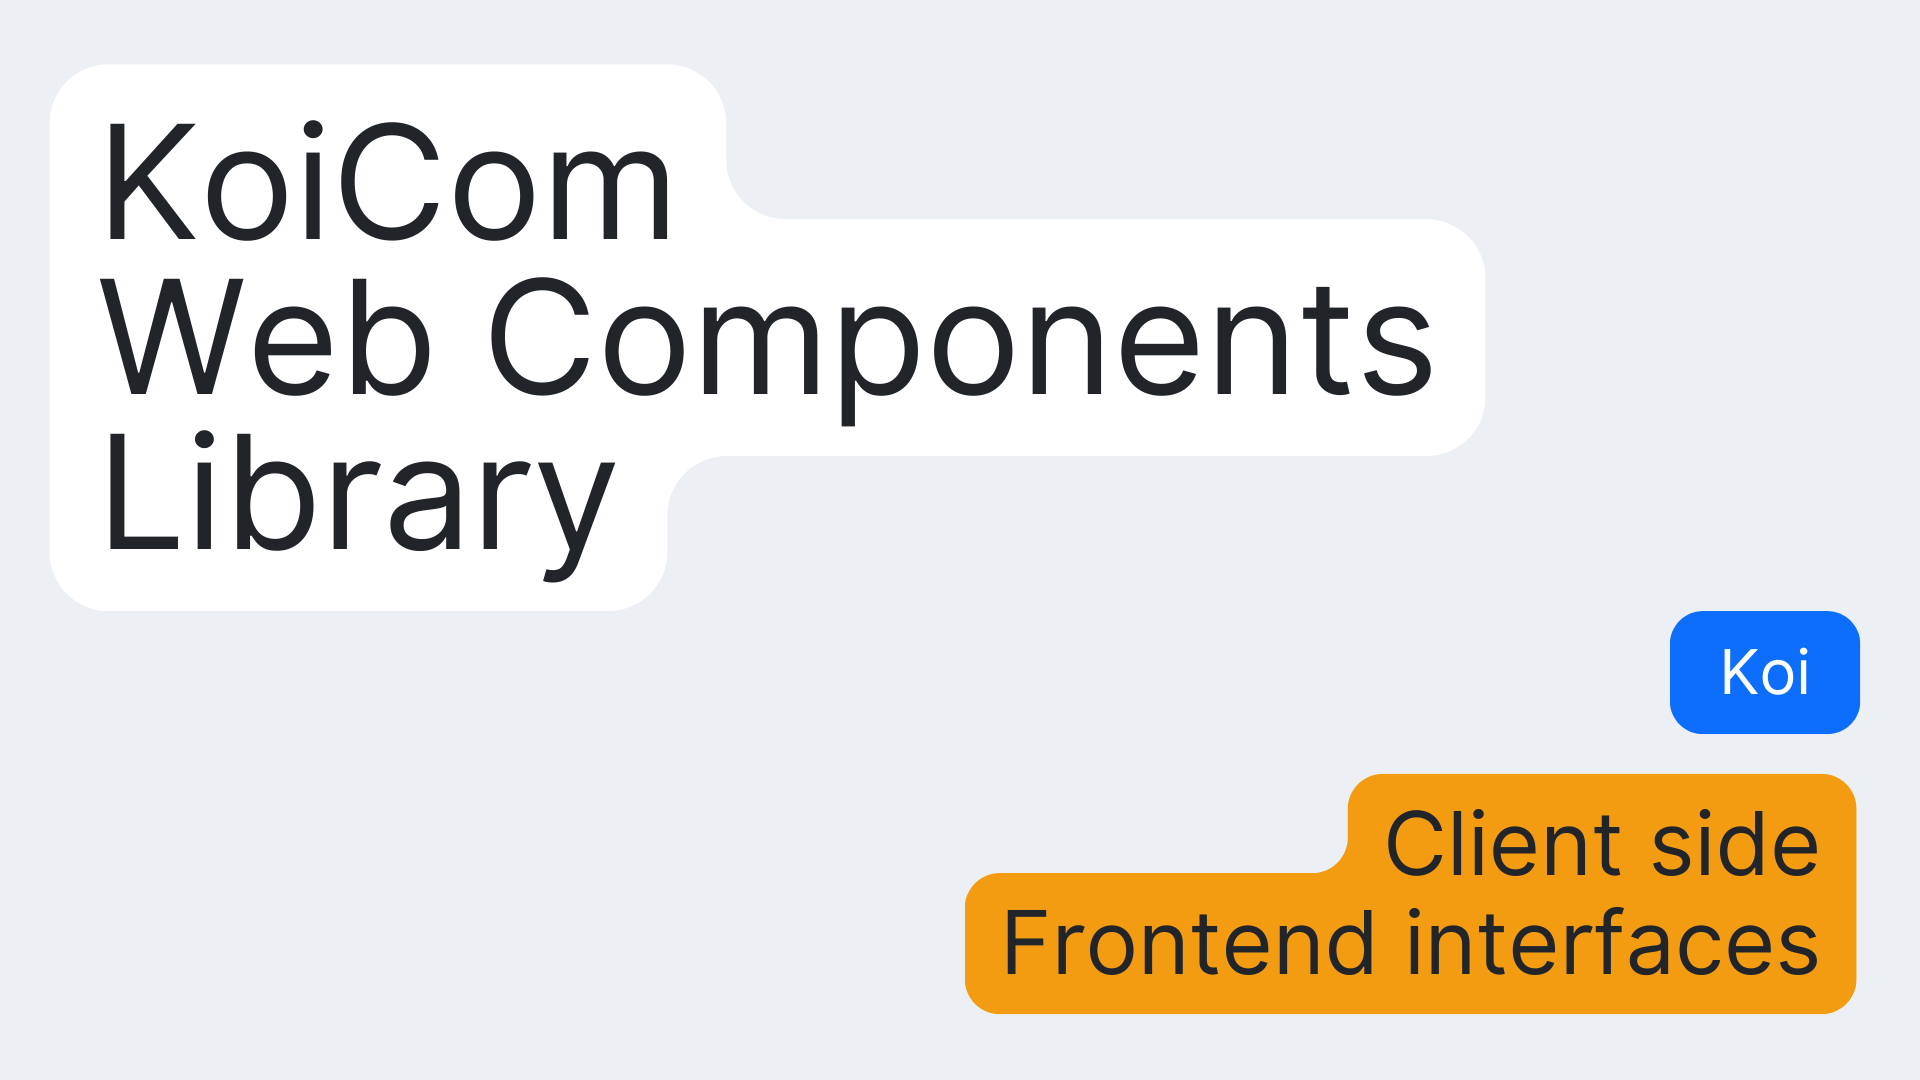 KoiCom
Web Components
Library
Koi
Client side
Frontend interfaces